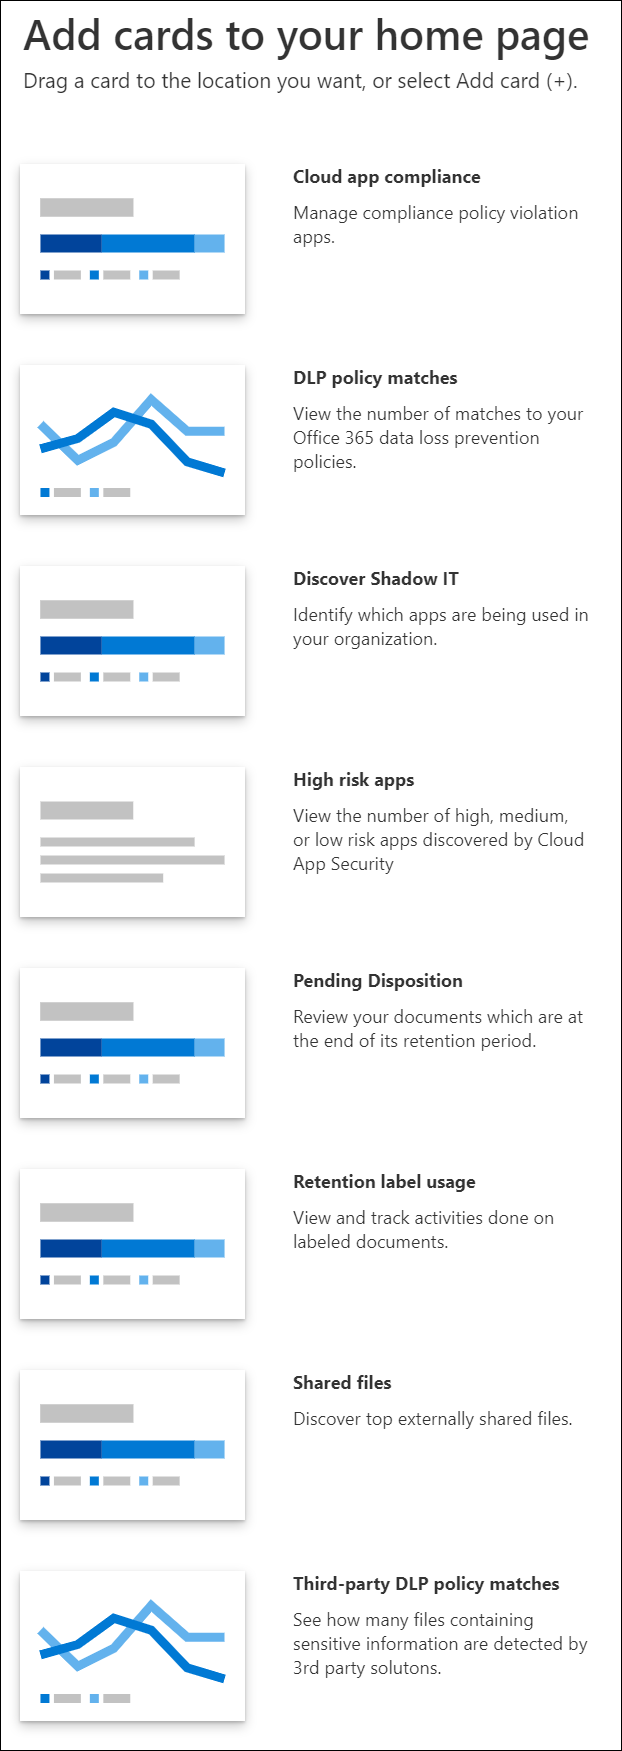 Add cards to your home page
Drag a card to the location you want, or select Add card (+).
Cloud app compliance
Manage compliance policy violation
apps.
DLP policy matches
View the number of matches to your
Office 365 data loss prevention
policies.
Discover Shadow IT
Identify which apps are being used in
your organization.
High risk apps
View the number of high, medium,
or low risk apps discovered by Cloud
App Security
Pending Disposition
Review your documents which are at
the end of its retention period.
Retention label usage
View and track activities done on
labeled documents.
Shared files
Discover top externally shared files.
Third-party DLP policy matches
See how many files containing
sensitive information are detected by
3rd party solutons.